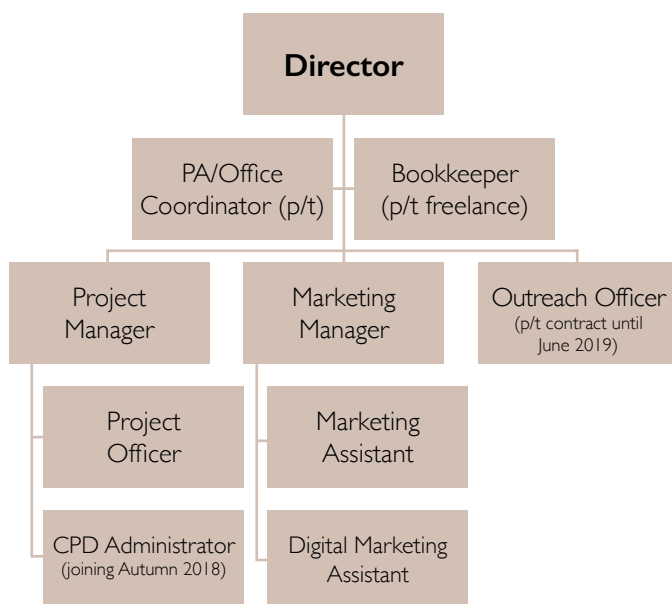 Director
PA/Office
Coordinator (p/t)
Bookkeeper
(p/t freelance)
Project
Manager
Marketing
Manager
Outreach Officer
(p/t contract until
June 2019)
Project
Officer
Marketing
Assistant
CPD Administrator
(joining Autumn 2018)
Digital Marketing
Assistant